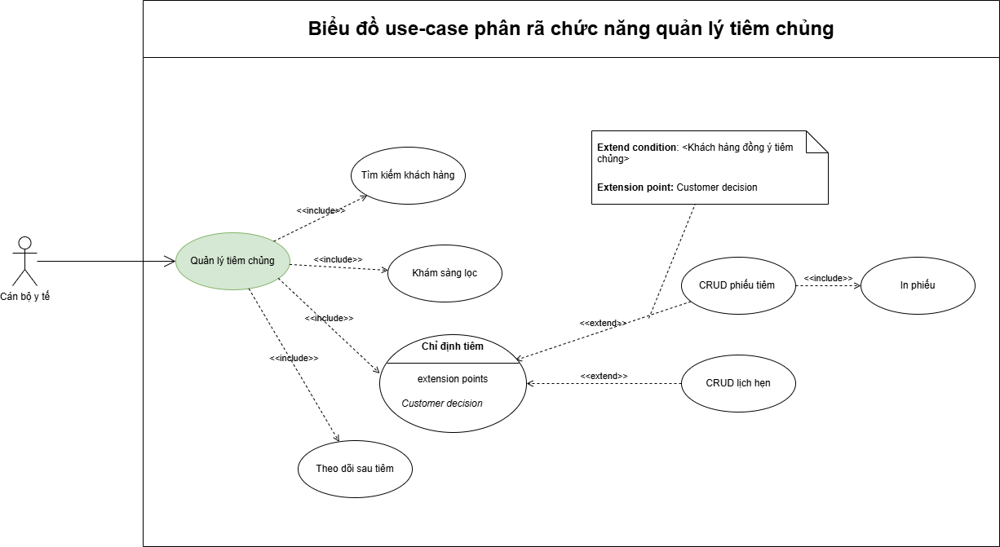 Biểu đồ use-case phân rã chức năng quản lý tiêm chủng
Extend condition: <Khách hàng đồng ý tiêm
chủng>
Extension point: Customer decision
Tìm kiếm khách hàng
<<include>>
Quản lý tiêm chủng
<<include>>
Khám sàng lọc
CRUD phiếu tiêm
<<include>>
In phiếu
Cán bộ y tế
<<include>>
<<extend>>
Chỉ định tiêm
<<include>>
extension points
Customer decision
<<extend>>
CRUD lịch hẹn
Theo dõi sau tiêm